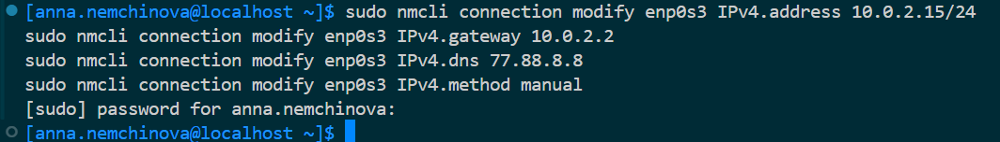 [anna.nemchinova@localhost ~]$ sudo nmcli connection modify enp0s3 IPv4.address 10.0.2.15/24
sudo nmcli connection modify enp0s3 IPv4.gateway 10.0.2.2
sudo nmcli connection modify enp0s3 IPv4.dns 77.88.8.8
sudo nmcli connection modify enp0s3 IPv4.method manual
[sudo] password for anna.nemchinova:
[anna.nemchinova@localhost ~]$